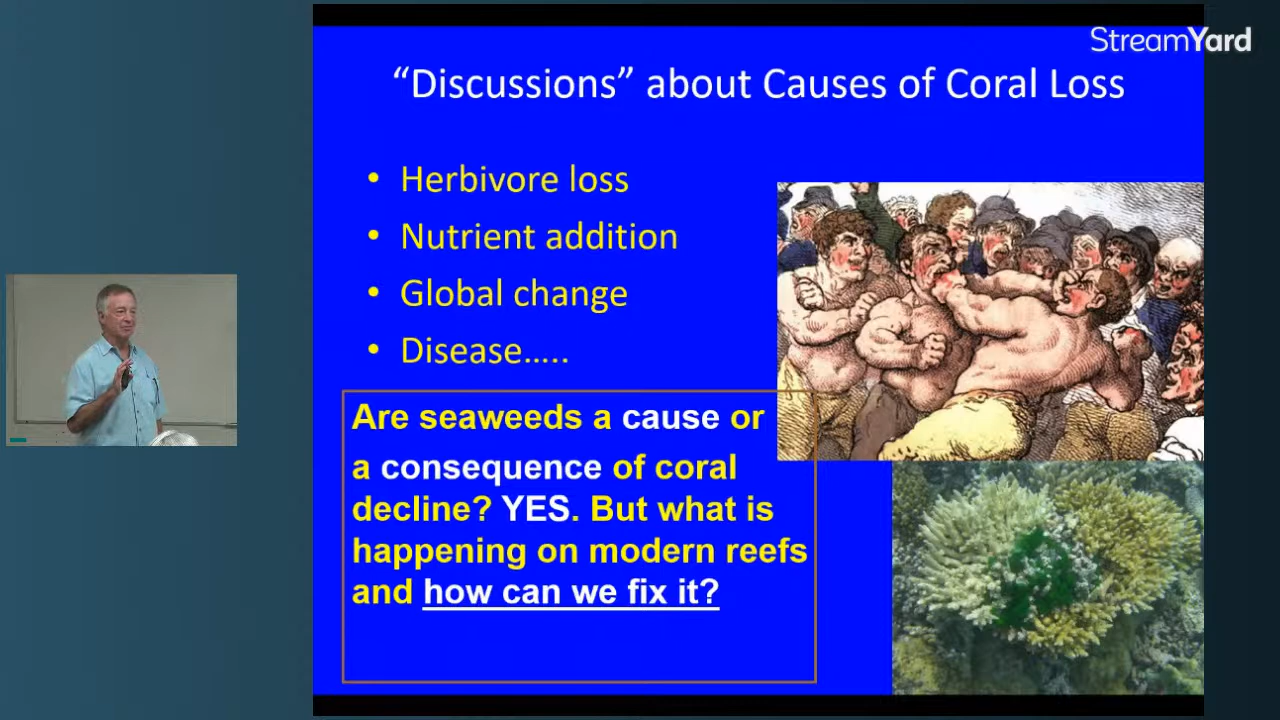 StreamYard
“Discussions” about Causes of Coral Loss
• Herbivore loss
• Nutrient addition
• Global change
• Disease…..
Are seaweeds a cause or
a consequence of coral
decline? YES. But what is
happening on modern reefs
and how can we fix it?